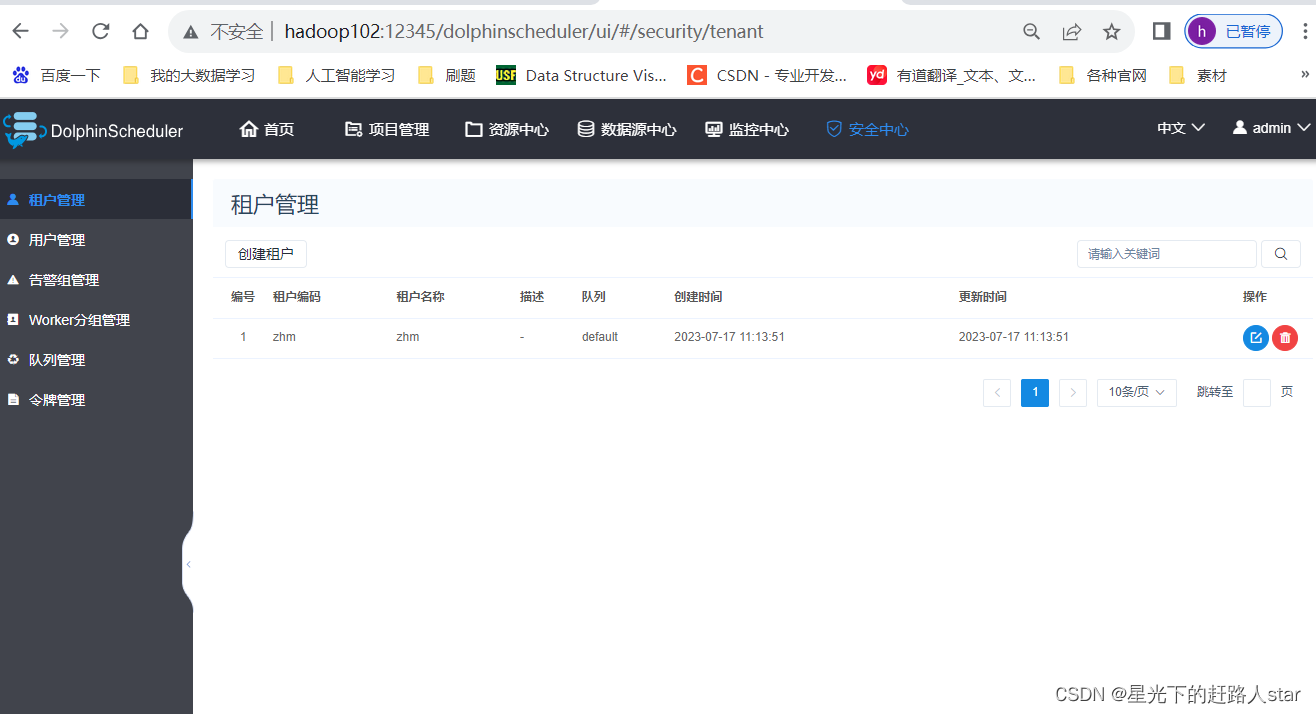 不安全 hadoop102:12345/dolphinscheduler/ui/#/security/tenant h 已暂停
百度一下 我的大数据学习 人工智能学习 刷题 USF Data Structure Vis... C CSDN - 专业开发... yd 有道翻译_文本、文... 各种官网 素材 »
DolphinScheduler 首页 项目管理 资源中心 数据源中心 监控中心 安全中心 中文 admin
租户管理
用户管理
告警组管理
Worker分组管理
队列管理
令牌管理
租户管理
创建租户 请输入关键词
编号 租户编码 租户名称 描述 队列 创建时间 更新时间 操作
1 zhm zhm - default 2023-07-17 11:13:51 2023-07-17 11:13:51
1 10条/页 跳转至 页
CSDN @星光下的赶路人star